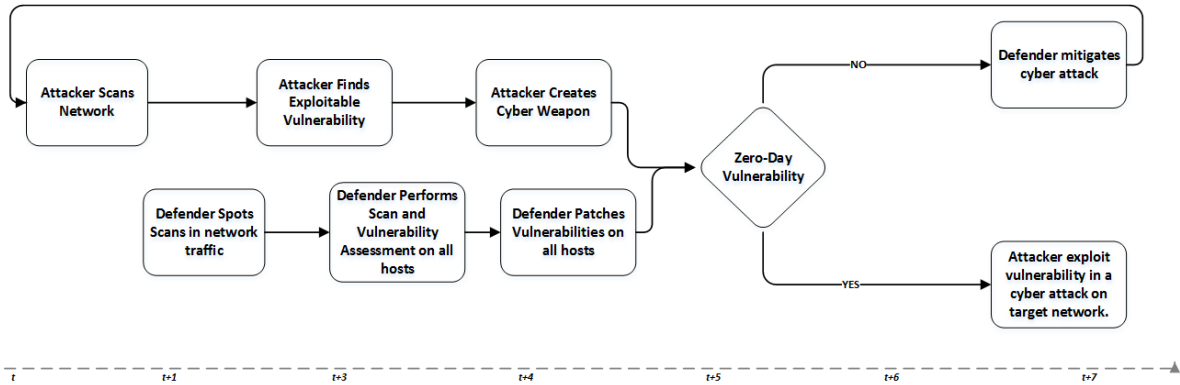 Attacker Scans
Network
Attacker Finds
Exploitable
Vulnerability
Attacker Creates
Cyber Weapon
Defender Spots
Scans in network
traffic
Defender Performs
Scan and
Vulnerability
Assessment on all
hosts
Defender Patches
Vulnerabilities on
all hosts
Zero-Day
Vulnerability
NO
Defender mitigates
cyber attack
YES
Attacker exploit
vulnerability in a
cyber attack on
target network.
t
t+1
t+3
t+4
t+5
t+6
t+7